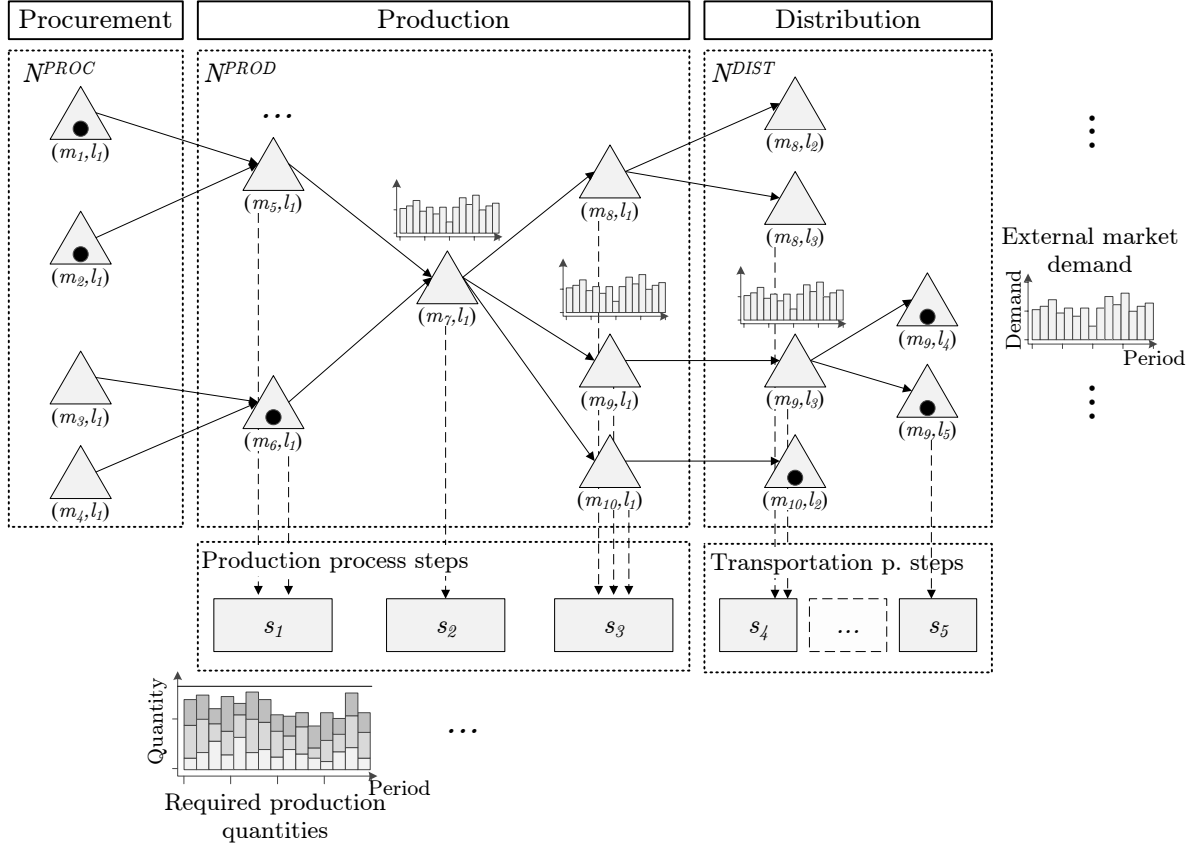 Procurement
Production
Distribution
N^PROC
N^PROD
N^DIST
...
(m1,l1)
(m5,l1)
(m8,l1)
(m8,l2)
(m2,l1)
(m8,l3)
External market
demand
(m7,l1)
Demand
Period
(m9,l4)
(m3,l1)
(m6,l1)
(m9,l1)
(m9,l3)
(m9,l5)
(m4,l1)
(m10,l1)
(m10,l2)
Production process steps
Transportation p. steps
s1
s2
s3
s4
...
s5
Quantity
Period
...
Required production
quantities